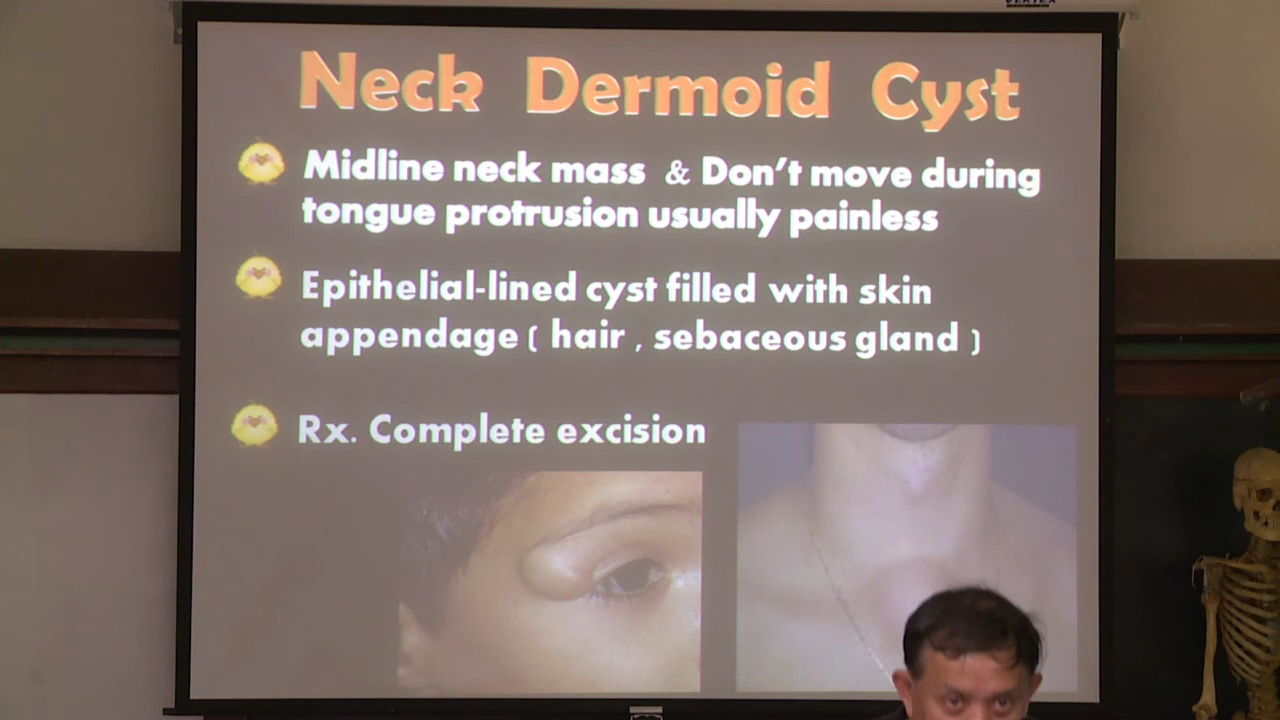 Neck Dermoid Cyst
Midline neck mass & Don't move during
tongue protrusion usually painless
Epithelial-lined cyst filled with skin
appendage ( hair , sebaceous gland )
Rx. Complete excision